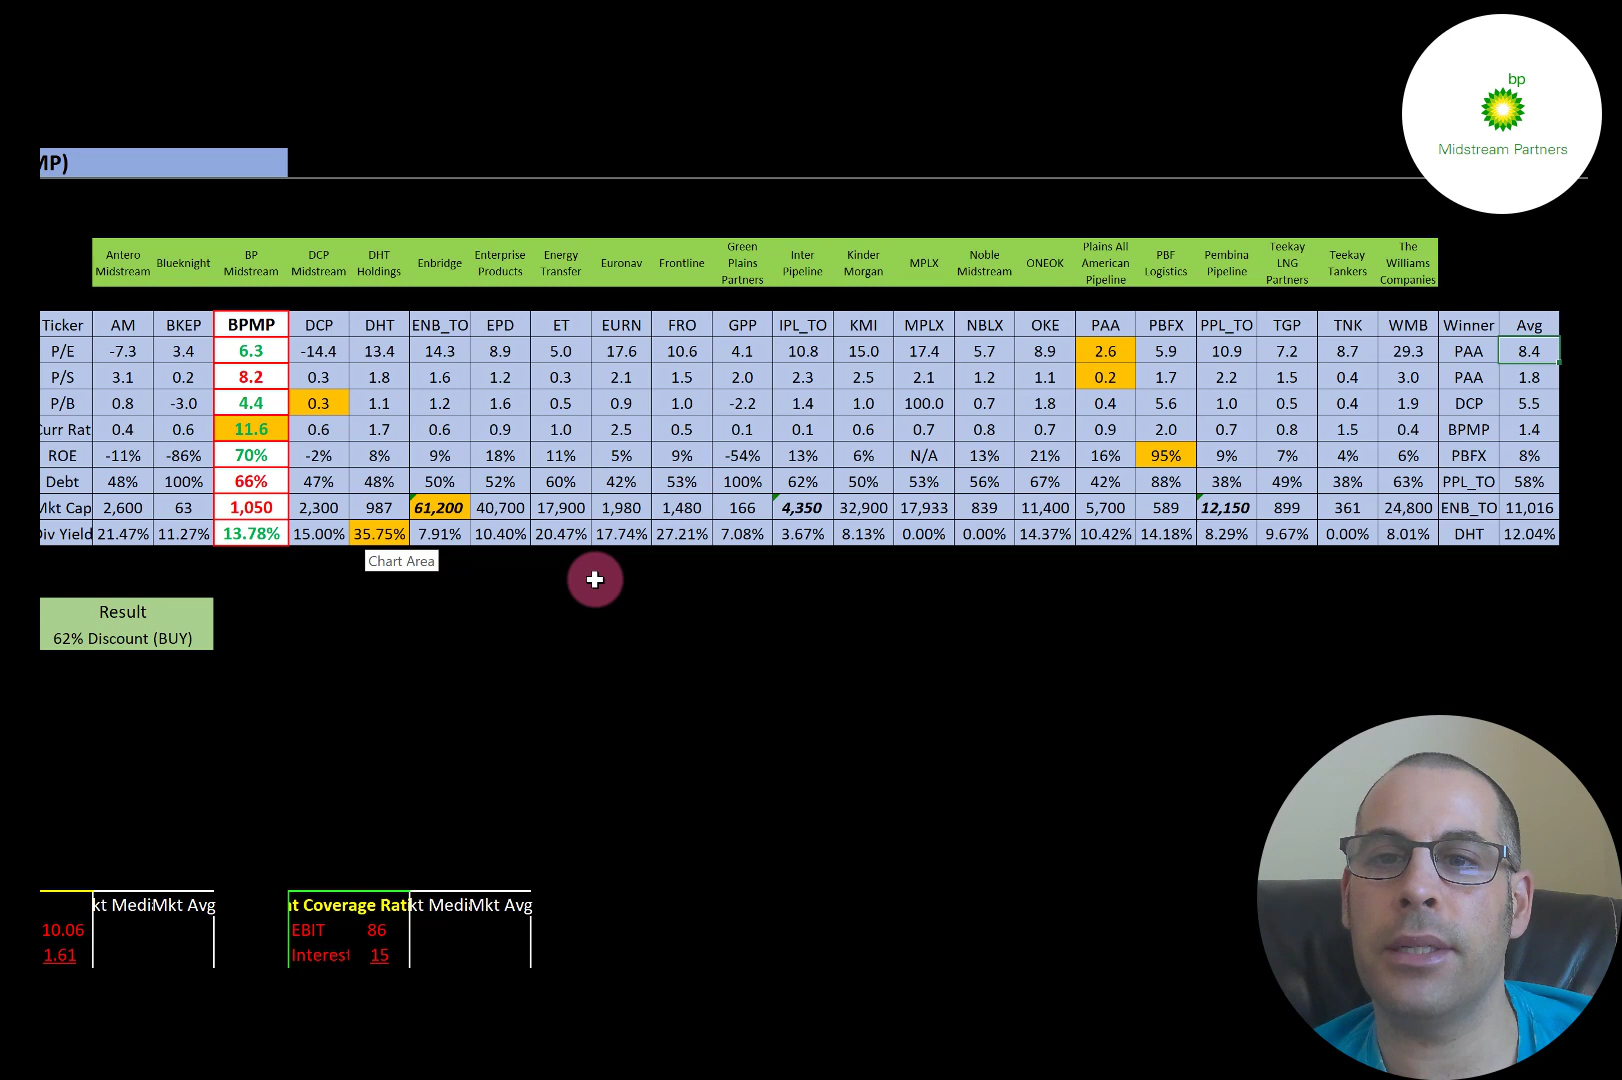 bp
Midstream Partners
MP)
Antero Midstream Blueknight BP Midstream DCP Midstream DHT Holdings Enbridge Enterprise Products Energy Transfer Euronav Frontline Green Plains Partners Inter Pipeline Kinder Morgan MPLX Noble Midstream ONEOK Plains All American Pipeline PBF Logistics Pembina Pipeline Teekay LNG Partners Teekay Tankers The Williams Companies
Ticker AM BKEP BPMP DCP DHT ENB_TO EPD ET EURN FRO GPP IPL_TO KMI MPLX NBLX OKE PAA PBFX PPL_TO TGP TNK WMB Winner Avg
P/E -7.3 3.4 6.3 -14.4 13.4 14.3 8.9 5.0 17.6 10.6 4.1 10.8 15.0 17.4 5.7 8.9 2.6 5.9 10.9 7.2 8.7 29.3 PAA 8.4
P/S 3.1 0.2 8.2 0.3 1.8 1.6 1.2 0.3 2.1 1.5 2.0 2.3 2.5 2.1 1.2 1.1 0.2 1.7 2.2 1.5 0.4 3.0 PAA 1.8
P/B 0.8 -3.0 4.4 0.3 1.1 1.2 1.6 0.5 0.9 1.0 -2.2 1.4 1.0 100.0 0.7 1.8 0.4 5.6 1.0 0.5 0.4 1.9 DCP 5.5
Curr Rat 0.4 0.6 11.6 0.6 1.7 0.6 0.9 1.0 2.5 0.5 0.1 0.1 0.6 0.7 0.8 0.7 0.9 2.0 0.7 0.8 1.5 0.4 BPMP 1.4
ROE -11% -86% 70% -2% 8% 9% 18% 11% 5% 9% -54% 13% 6% N/A 13% 21% 16% 95% 9% 7% 4% 6% PBFX 8%
Debt 48% 100% 66% 47% 48% 50% 52% 60% 42% 53% 100% 62% 50% 53% 56% 67% 42% 88% 38% 49% 38% 63% PPL_TO 58%
Mkt Cap 2,600 63 1,050 2,300 987 61,200 40,700 17,900 1,980 1,480 166 4,350 32,900 17,933 839 11,400 5,700 589 12,150 899 361 24,800 ENB_TO 11,016
Div Yield 21.47% 11.27% 13.78% 15.00% 35.75% 7.91% 10.40% 20.47% 17.74% 27.21% 7.08% 3.67% 8.13% 0.00% 0.00% 14.37% 10.42% 14.18% 8.29% 9.67% 0.00% 8.01% DHT 12.04%
Chart Area
Result
62% Discount (BUY)
kt Medi Mkt Avg
nt Coverage Rati kt Medi Mkt Avg
10.06 EBIT 86
1.61 Interest 15